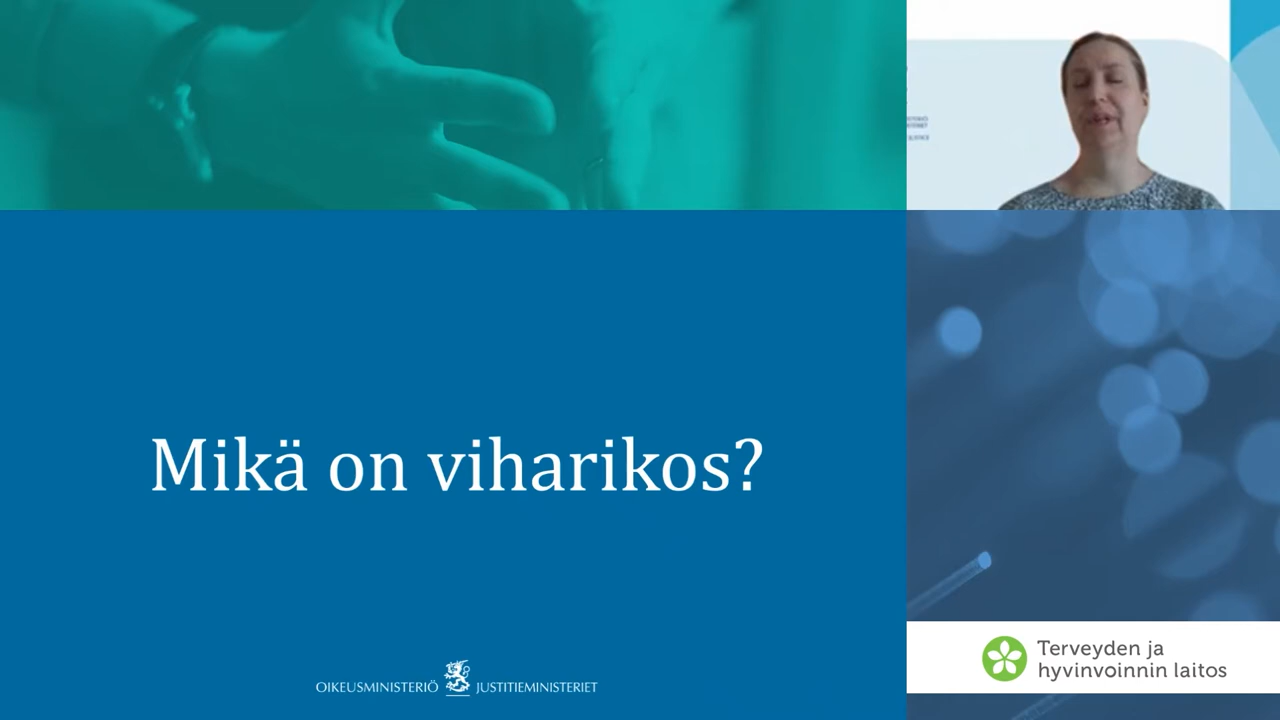 Mikä on viharikos?
OIKEUSMINISTERIÖ JUSTITIEMINISTERIET
Terveyden ja
hyvinvoinnin laitos